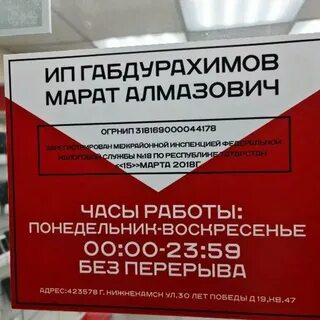 ИП ГАБДУРАХИМОВ
МАРАТ АЛМАЗОВИЧ
ОГРНИП 318169000044178
ЗАРЕГИСТРИРОВАН МЕЖРАЙОННОЙ ИНСПЕКЦИЕЙ ФЕДЕРАЛЬНОЙ
НАЛОГОВОЙ СЛУЖБЫ №18 ПО РЕСПУБЛИКЕ ТАТАРСТАН
<<15>>МАРТА 2018Г
ЧАСЫ РАБОТЫ:
ПОНЕДЕЛЬНИК-ВОСКРЕСЕНЬЕ
00:00-23:59
БЕЗ ПЕРЕРЫВА
АДРЕС:423578 Г. НИЖНЕКАМСК УЛ.30 ЛЕТ ПОБЕДЫ Д 19,КВ.47